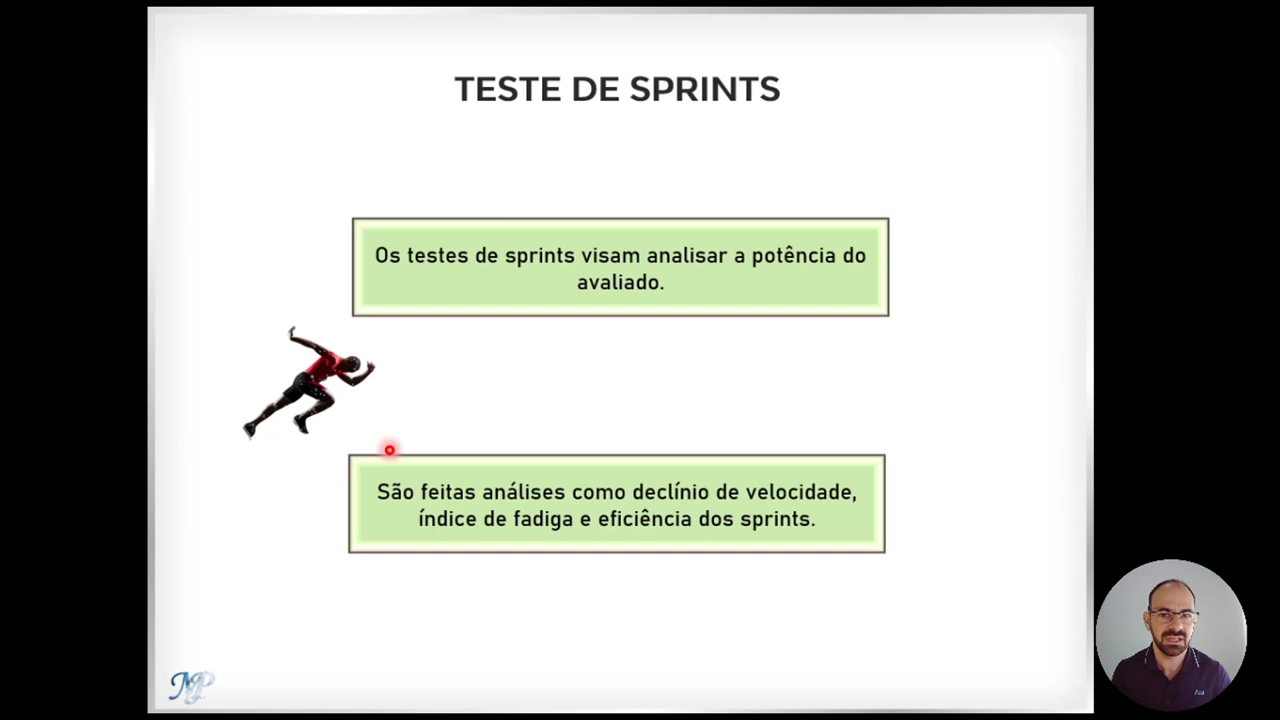 TESTE DE SPRINTS
Os testes de sprints visam analisar a potência do
avaliado.
São feitas análises como declínio de velocidade,
índice de fadiga e eficiência dos sprints.
MP